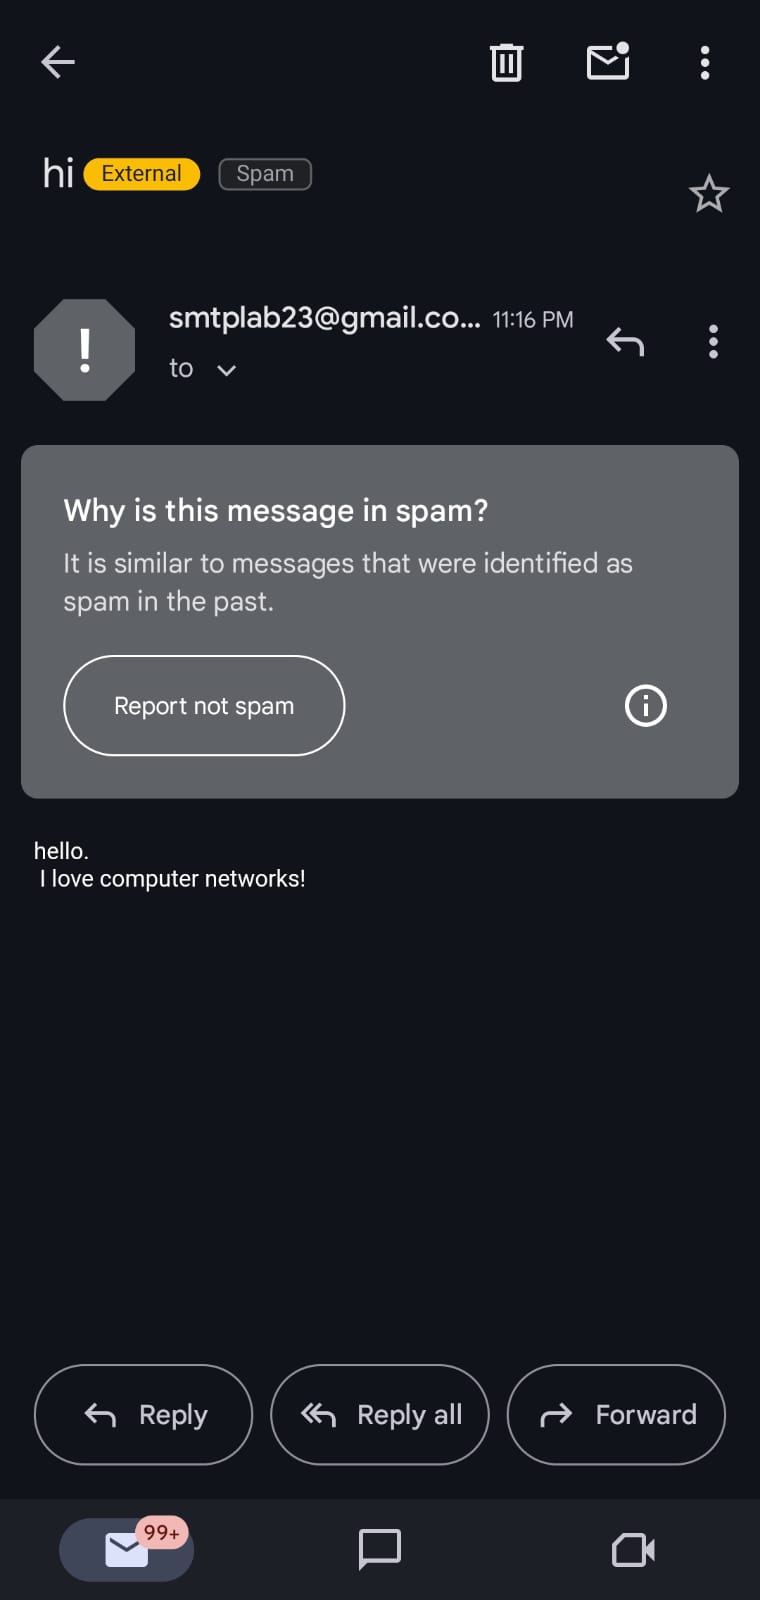 hi External Spam
smtplab23@gmail.co... 11:16 PM
to
Why is this message in spam?
It is similar to messages that were identified as
spam in the past.
Report not spam
hello.
I love computer networks!
Reply Reply all Forward
99+